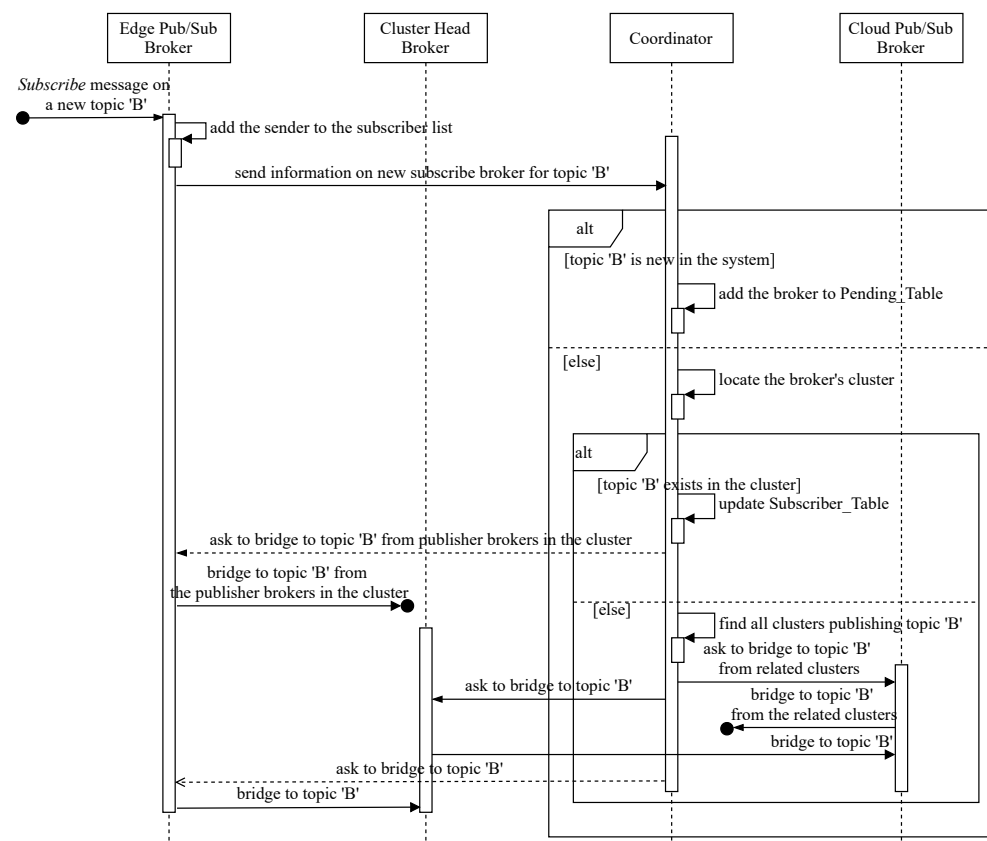 Edge Pub/Sub
Broker
Cluster Head
Broker
Coordinator
Cloud Pub/Sub
Broker
Subscribe message on
a new topic 'B'
add the sender to the subscriber list
send information on new subscribe broker for topic 'B'
alt
[topic 'B' is new in the system]
add the broker to Pending_Table
[else]
locate the broker's cluster
alt
[topic 'B' exists in the cluster]
update Subscriber_Table
ask to bridge to topic 'B' from publisher brokers in the cluster
bridge to topic 'B' from
the publisher brokers in the cluster
[else]
find all clusters publishing topic 'B'
ask to bridge to topic 'B'
from related clusters
ask to bridge to topic 'B'
bridge to topic 'B'
from the related clusters
bridge to topic 'B'
ask to bridge to topic 'B'
bridge to topic 'B'